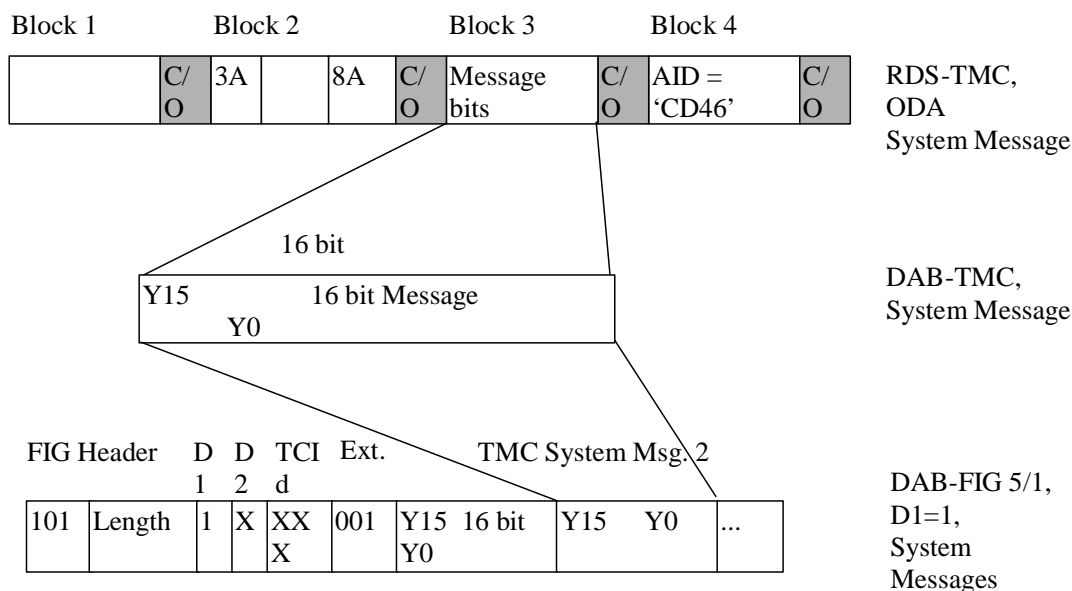 Block 1 Block 2 Block 3 Block 4
C/ 3A 8A C/ Message C/ AID = C/
O O bits O ‘CD46’ O
RDS-TMC,
ODA
System Message
16 bit
Y15 16 bit Message
Y0
DAB-TMC,
System Message
FIG Header D D TCI Ext. TMC System Msg. 2
1 2 d
101 Length 1 X XX 001 Y15 16 bit Y15 Y0 ...
X Y0
DAB-FIG 5/1,
D1=1,
System
Messages